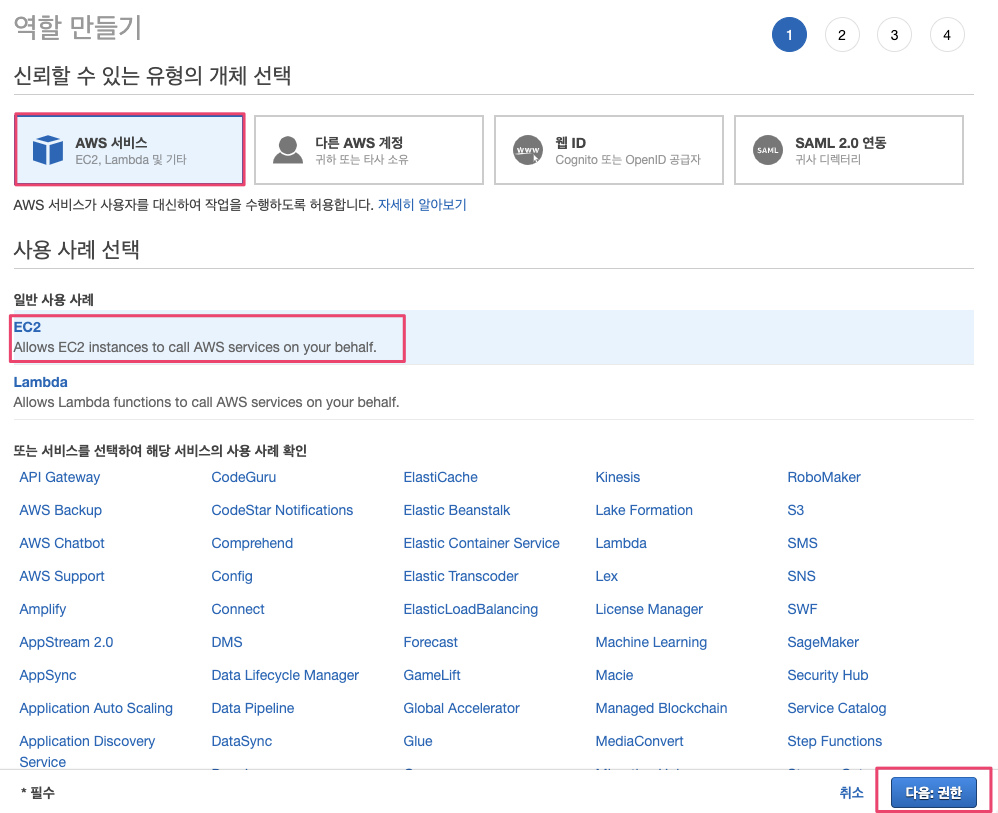 역할 만들기
1 2 3 4
신뢰할 수 있는 유형의 개체 선택
AWS 서비스
EC2, Lambda 및 기타
다른 AWS 계정
귀하 또는 타사 소유
www
웹 ID
Cognito 또는 OpenID 공급자
SAML
SAML 2.0 연동
귀사 디렉터리
AWS 서비스가 사용자를 대신하여 작업을 수행하도록 허용합니다. 자세히 알아보기
사용 사례 선택
일반 사용 사례
EC2
Allows EC2 instances to call AWS services on your behalf.
Lambda
Allows Lambda functions to call AWS services on your behalf.
또는 서비스를 선택하여 해당 서비스의 사용 사례 확인
API Gateway CodeGuru ElastiCache Kinesis RoboMaker
AWS Backup CodeStar Notifications Elastic Beanstalk Lake Formation S3
AWS Chatbot Comprehend Elastic Container Service Lambda SMS
AWS Support Config Elastic Transcoder Lex SNS
Amplify Connect ElasticLoadBalancing License Manager SWF
AppStream 2.0 DMS Forecast Machine Learning SageMaker
AppSync Data Lifecycle Manager GameLift Macie Security Hub
Application Auto Scaling Data Pipeline Global Accelerator Managed Blockchain Service Catalog
Application Discovery DataSync Glue MediaConvert Step Functions
Service
* 필수
취소
다음: 권한